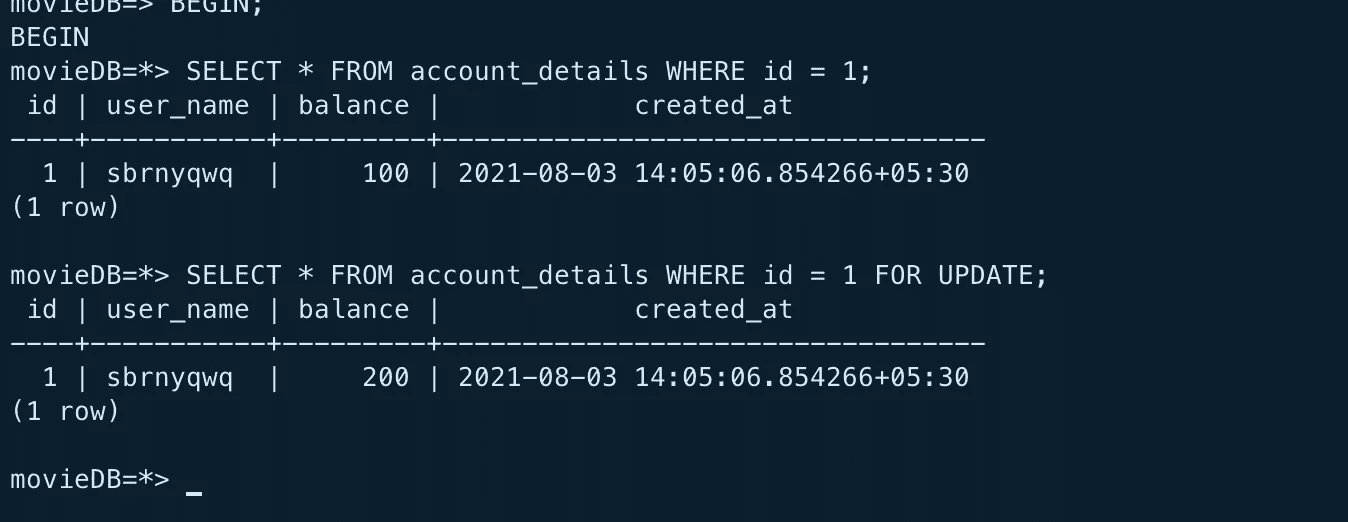 movieDB=> BEGIN;
BEGIN
movieDB=*> SELECT * FROM account_details WHERE id = 1;
 id | user_name | balance |            created_at
----+-----------+---------+----------------------------------
  1 | sbrnyqwq  |     100 | 2021-08-03 14:05:06.854266+05:30
(1 row)

movieDB=*> SELECT * FROM account_details WHERE id = 1 FOR UPDATE;
 id | user_name | balance |            created_at
----+-----------+---------+----------------------------------
  1 | sbrnyqwq  |     200 | 2021-08-03 14:05:06.854266+05:30
(1 row)

movieDB=*> _